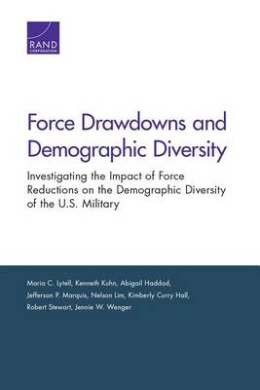 RAND
CORPORATION
Force Drawdowns and
Demographic Diversity
Investigating the Impact of Force
Reductions on the Demographic Diversity
of the U.S. Military
Maria C. Lytell, Kenneth Kuhn, Abigail Haddad,
Jefferson P. Marquis, Nelson Lim, Kimberly Curry Hall,
Robert Stewart, Jennie W. Wenger